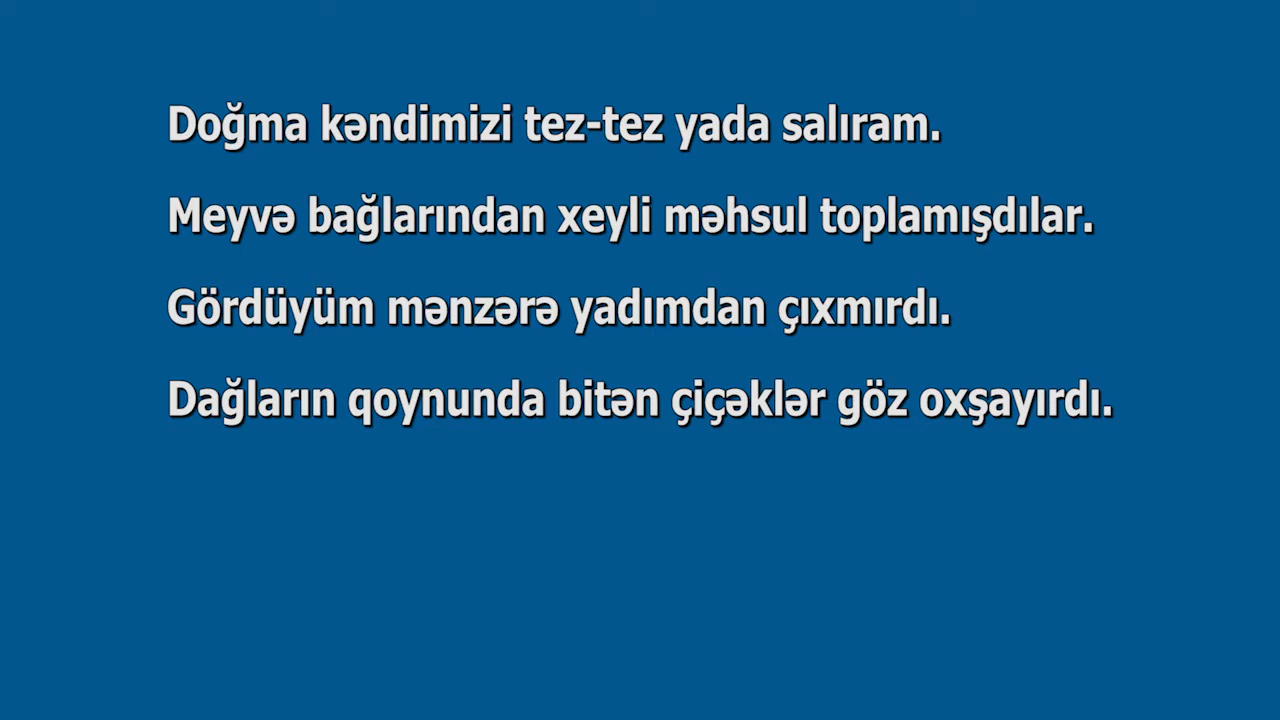 Doğma kəndimizi tez-tez yada salıram.
Meyvə bağlarından xeyli məhsul toplamışdılar.
Gördüyüm mənzərə yadımdan çıxmırdı.
Dağların qoynunda bitən çiçəklər göz oxşayırdı.